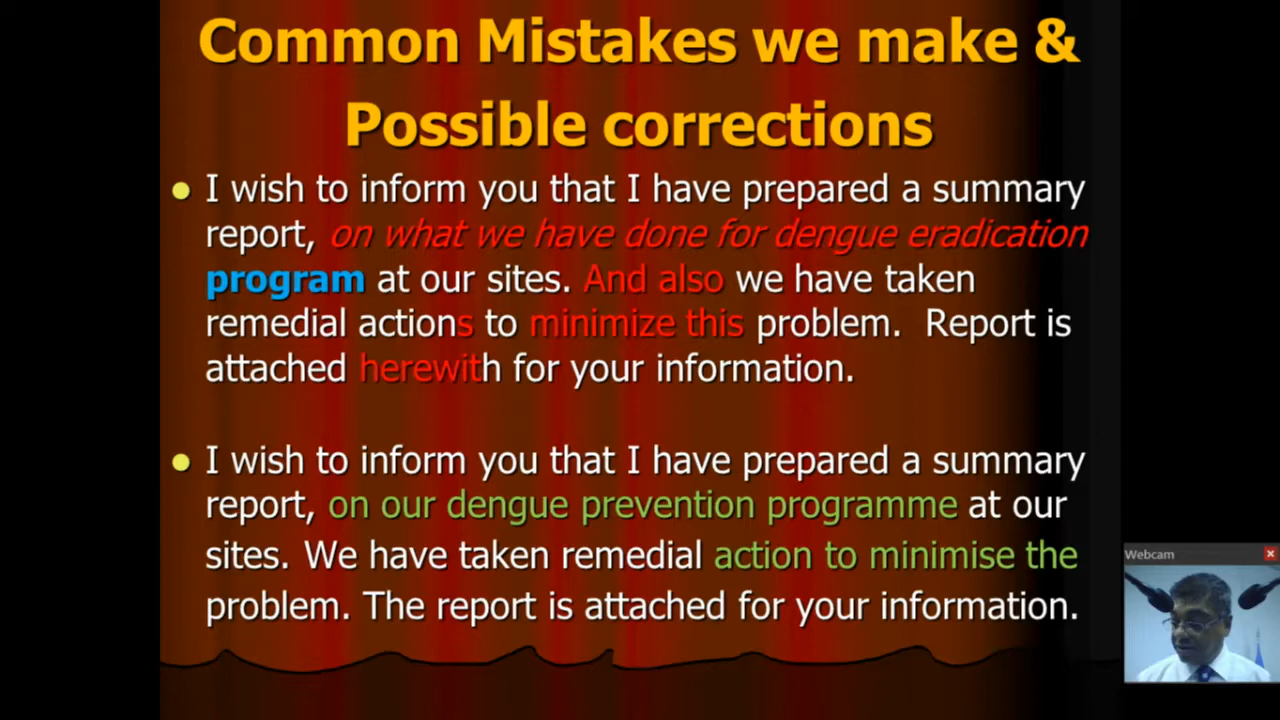 Common Mistakes we make &
Possible corrections
I wish to inform you that I have prepared a summary
report, on what we have done for dengue eradication
program at our sites. And also we have taken
remedial actions to minimize this problem.  Report is
attached herewith for your information.
I wish to inform you that I have prepared a summary
report, on our dengue prevention programme at our
sites. We have taken remedial action to minimise the
problem. The report is attached for your information.
Webcam